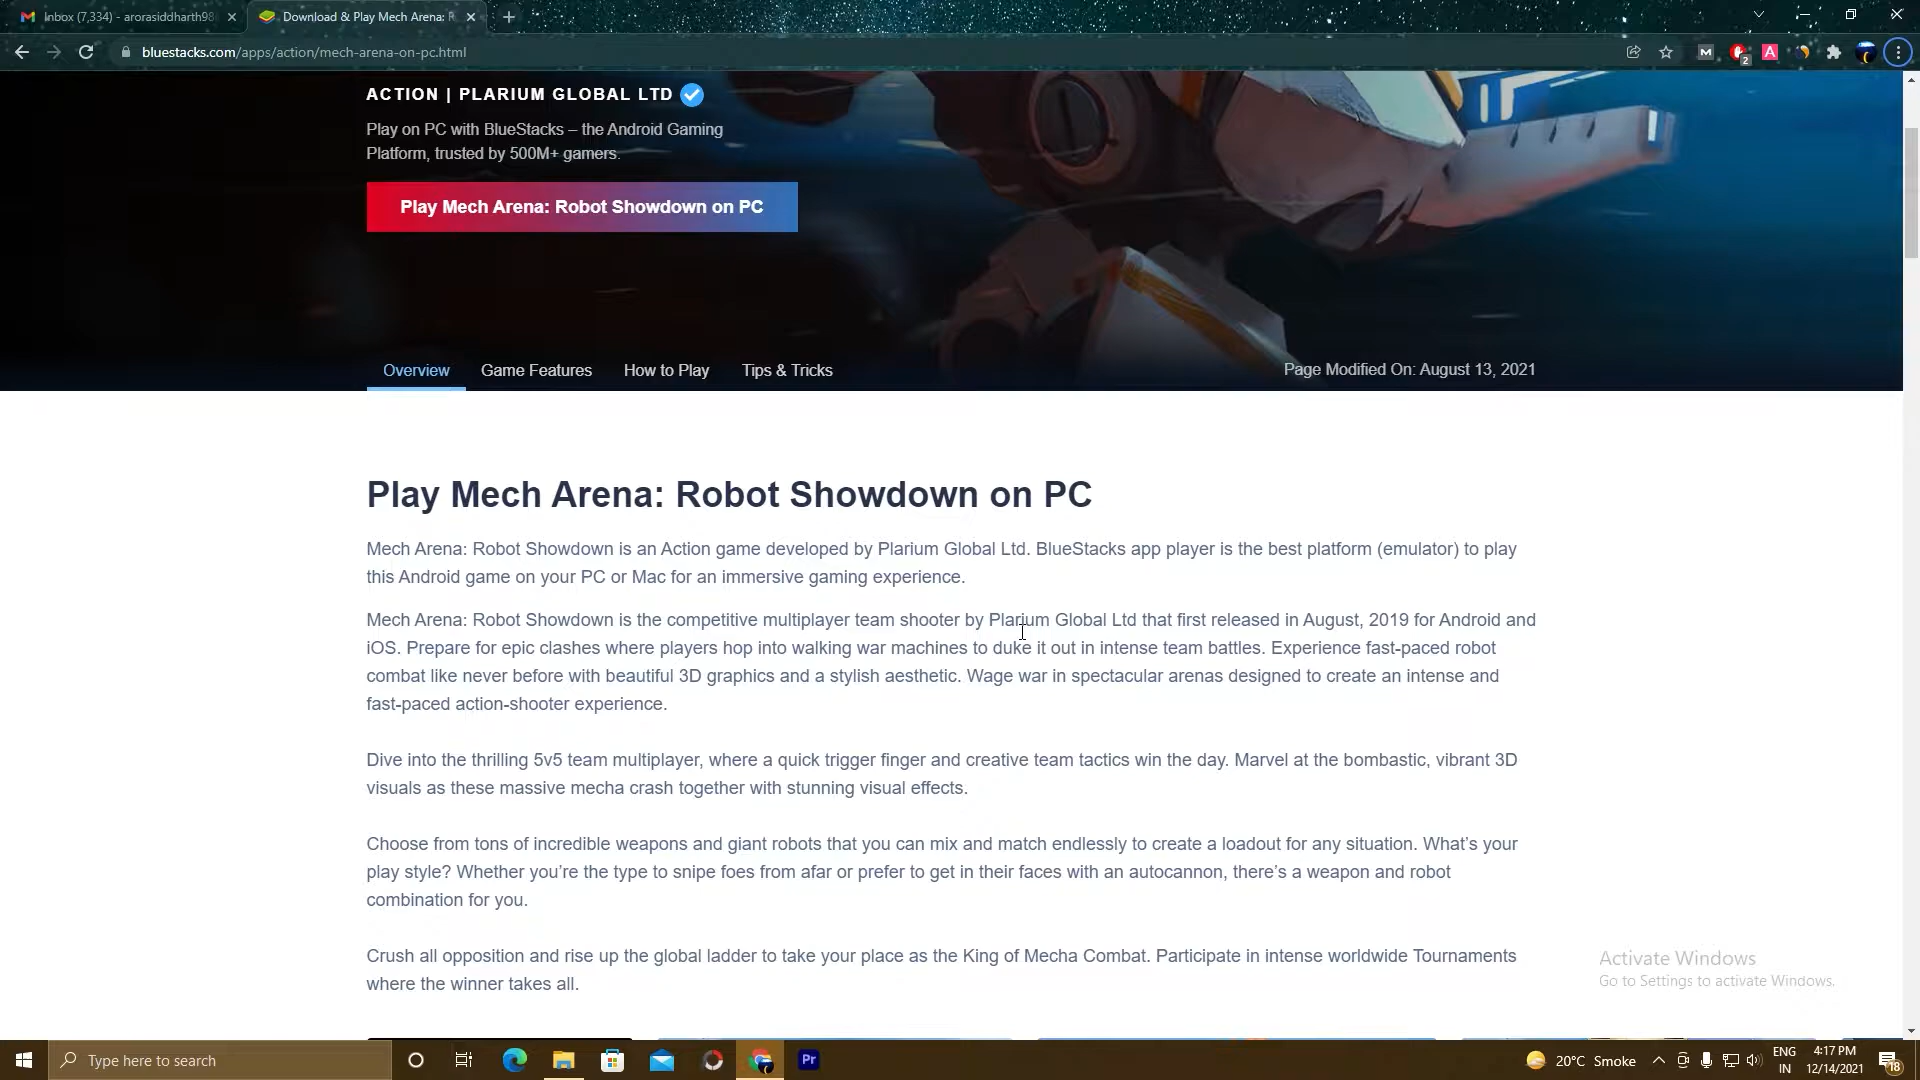 Inbox (7,334) - arorasiddharth98
Download & Play Mech Arena: R
bluestacks.com/apps/action/mech-arena-on-pc.html
M
2
A
ACTION | PLARIUM GLOBAL LTD
Play on PC with BlueStacks – the Android Gaming
Platform, trusted by 500M+ gamers.
Play Mech Arena: Robot Showdown on PC
Overview
Game Features
How to Play
Tips & Tricks
Page Modified On: August 13, 2021
Play Mech Arena: Robot Showdown on PC
Mech Arena: Robot Showdown is an Action game developed by Plarium Global Ltd. BlueStacks app player is the best platform (emulator) to play
this Android game on your PC or Mac for an immersive gaming experience.
Mech Arena: Robot Showdown is the competitive multiplayer team shooter by Plarium Global Ltd that first released in August, 2019 for Android and
iOS. Prepare for epic clashes where players hop into walking war machines to duke it out in intense team battles. Experience fast-paced robot
combat like never before with beautiful 3D graphics and a stylish aesthetic. Wage war in spectacular arenas designed to create an intense and
fast-paced action-shooter experience.
Dive into the thrilling 5v5 team multiplayer, where a quick trigger finger and creative team tactics win the day. Marvel at the bombastic, vibrant 3D
visuals as these massive mecha crash together with stunning visual effects.
Choose from tons of incredible weapons and giant robots that you can mix and match endlessly to create a loadout for any situation. What’s your
play style? Whether you’re the type to snipe foes from afar or prefer to get in their faces with an autocannon, there’s a weapon and robot
combination for you.
Crush all opposition and rise up the global ladder to take your place as the King of Mecha Combat. Participate in intense worldwide Tournaments
where the winner takes all.
Activate Windows
Go to Settings to activate Windows.
Type here to search
Pr
20°C Smoke
ENG
IN
4:17 PM
12/14/2021
18